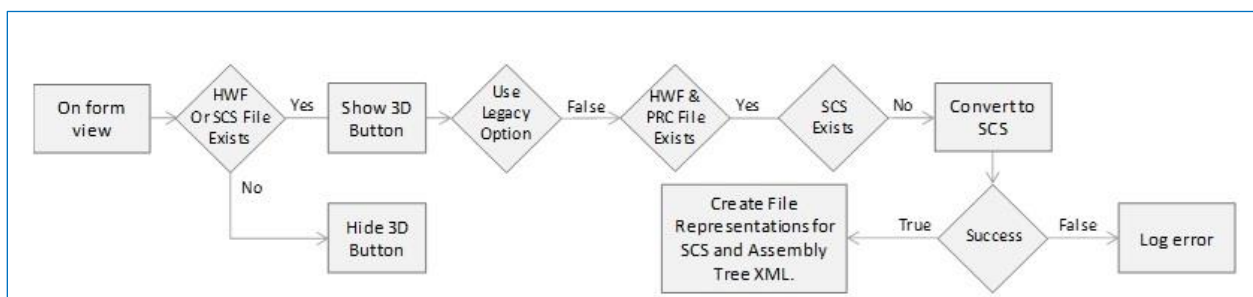 On form
view
HWF
Or SCS File
Exists
Yes
No
Show 3D
Button
Hide 3D
Button
Use
Legacy
Option
False
HWF &
PRC File
Exists
Yes
SCS
Exists
No
Convert to
SCS
Success
True
False
Create File
Representations for
SCS and Assembly
Tree XML.
Log error